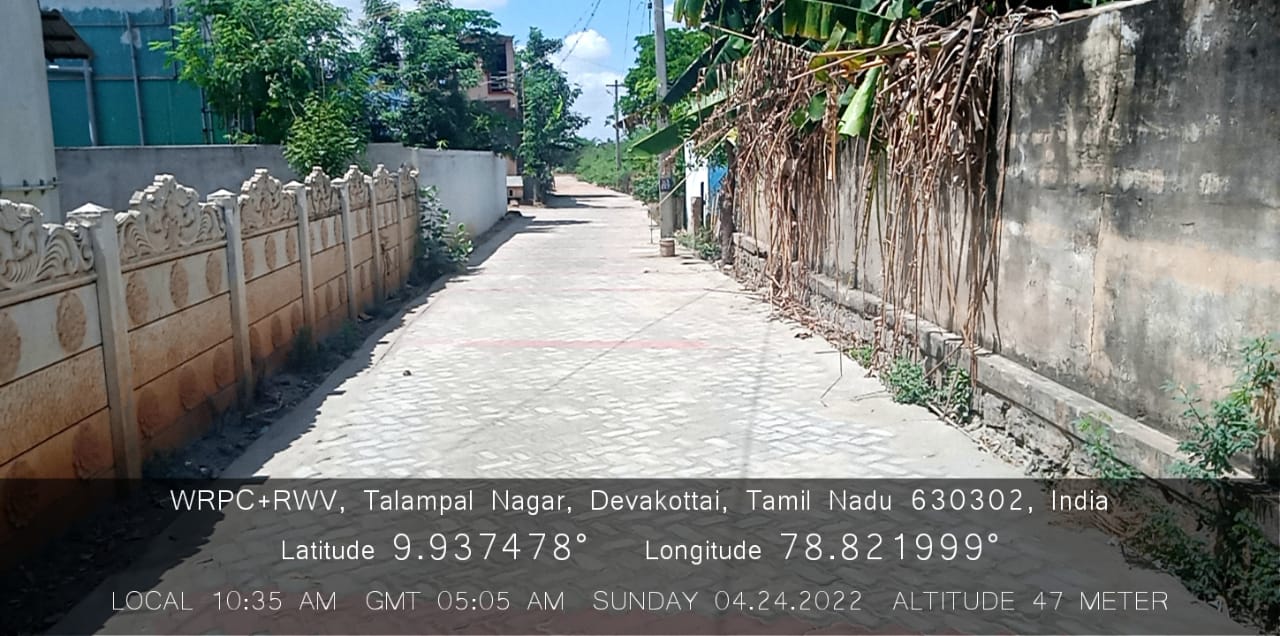 WRPC+RWV, Talampal Nagar, Devakottai, Tamil Nadu 630302, India
Latitude 9.937478° Longitude 78.821999°
LOCAL 10:35 AM GMT 05:05 AM SUNDAY 04.24.2022 ALTITUDE 47 METER